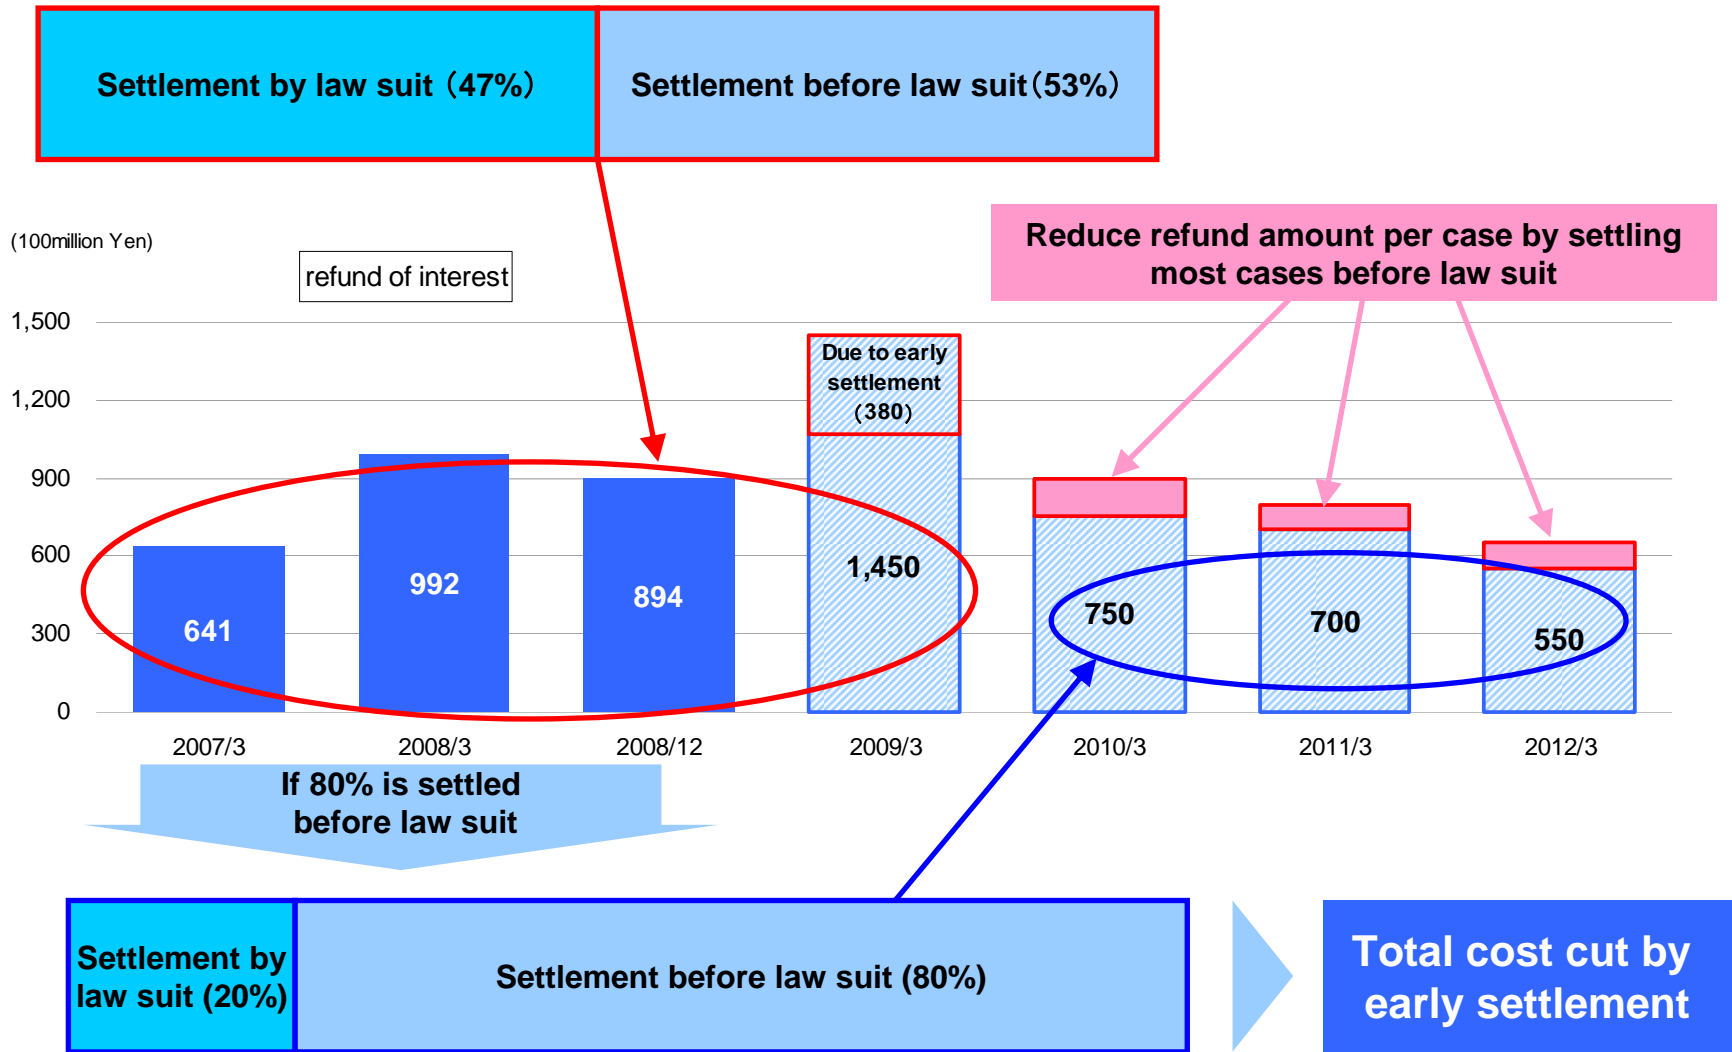 Settlement by law suit（47%）
Settlement before law suit（53%）
(100million Yen)
refund of interest
Reduce refund amount per case by settling
most cases before law suit
1,500
1,200
900
600
300
0
Due to early
settlement
（380）
641
992
894
1,450
750
700
550
2007/3
2008/3
2008/12
2009/3
2010/3
2011/3
2012/3
If 80% is settled
before law suit
Settlement by
law suit (20%)
Settlement before law suit (80%)
Total cost cut by
early settlement